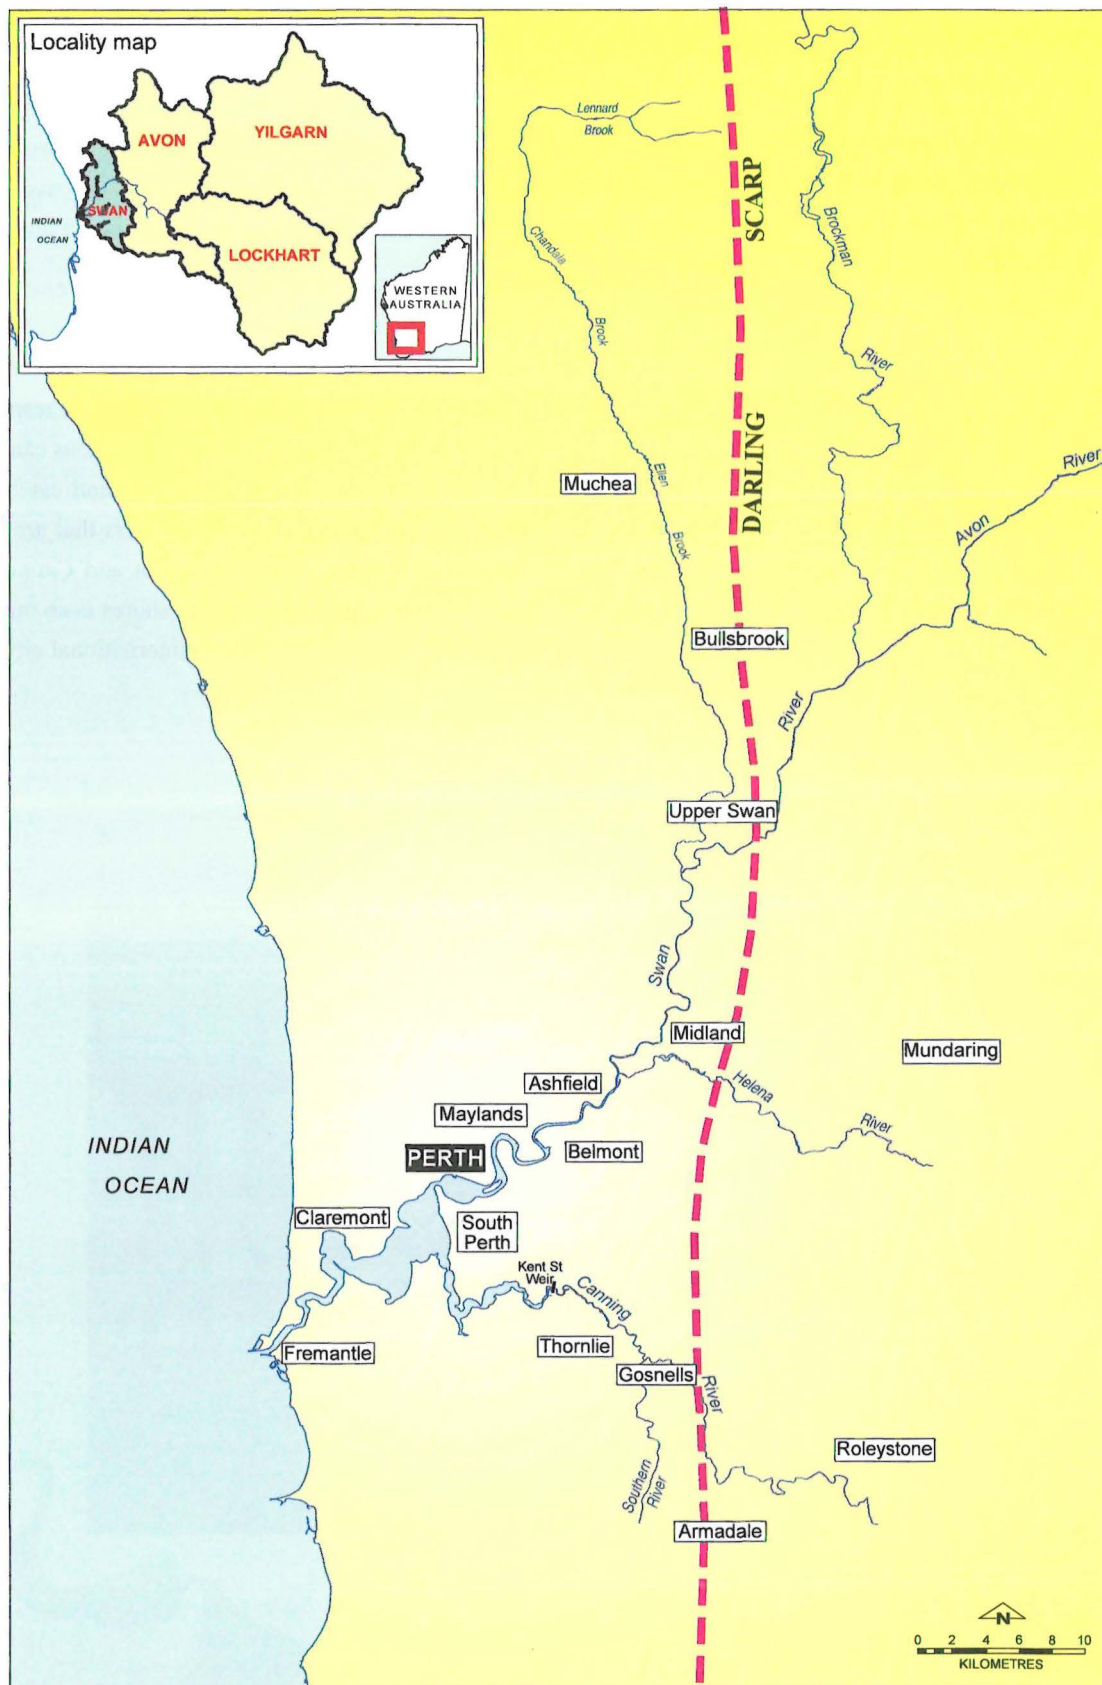 Locality map
AVON
YILGARN
SWAN
LOCKHART
INDIAN
OCEAN
WESTERN
AUSTRALIA
Lennard
Brook
Chandala
Brook
SCARP
DARLING
Brockman
River
Muchea
Ellen
Brook
Avon
River
Bullsbrook
River
Upper Swan
Swan
Midland
Mundaring
Ashfield
Helena
River
Maylands
PERTH
Belmont
INDIAN
OCEAN
Claremont
South
Perth
Kent St
Weir
Canning
River
Fremantle
Thornlie
Gosnells
Roleystone
Southern
River
Armadale
N
0 2 4 6 8 10
KILOMETRES